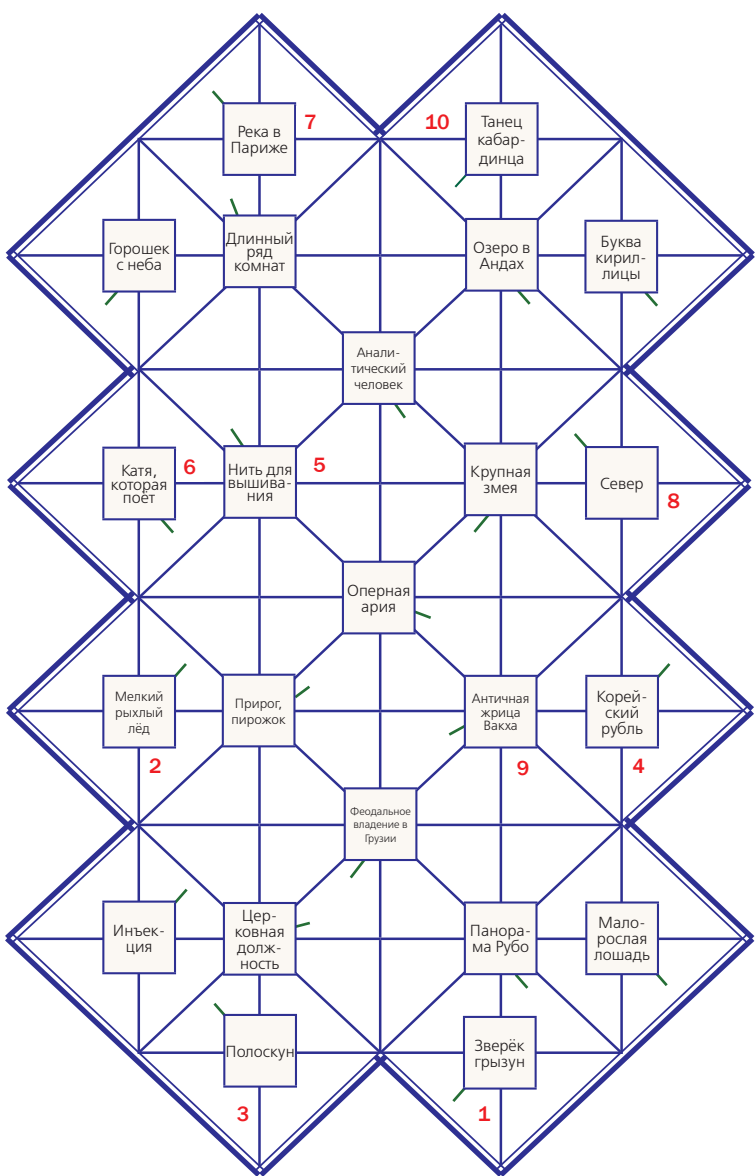 Река в
Париже
7
10
Танец
кабар-
динца
Горошек
с неба
Длинный
ряд
комнат
Озеро в
Андах
Буква
кирил-
лицы
Анали-
тический
человек
Катя,
которая
поёт
6
Нить для
вышива-
ния
5
Крупная
змея
Север
8
Оперная
ария
Мелкий
рыхлый
лёд
2
Прирог,
пирожок
Античная
жрица
Вакха
9
Корей-
ский
рубль
4
Феодальное
владение в
Грузии
Инъек-
ция
Цер-
ковная
долж-
ность
Панора-
ма Рубо
Мало-
рослая
лошадь
Полоскун
3
Зверёк
грызун
1